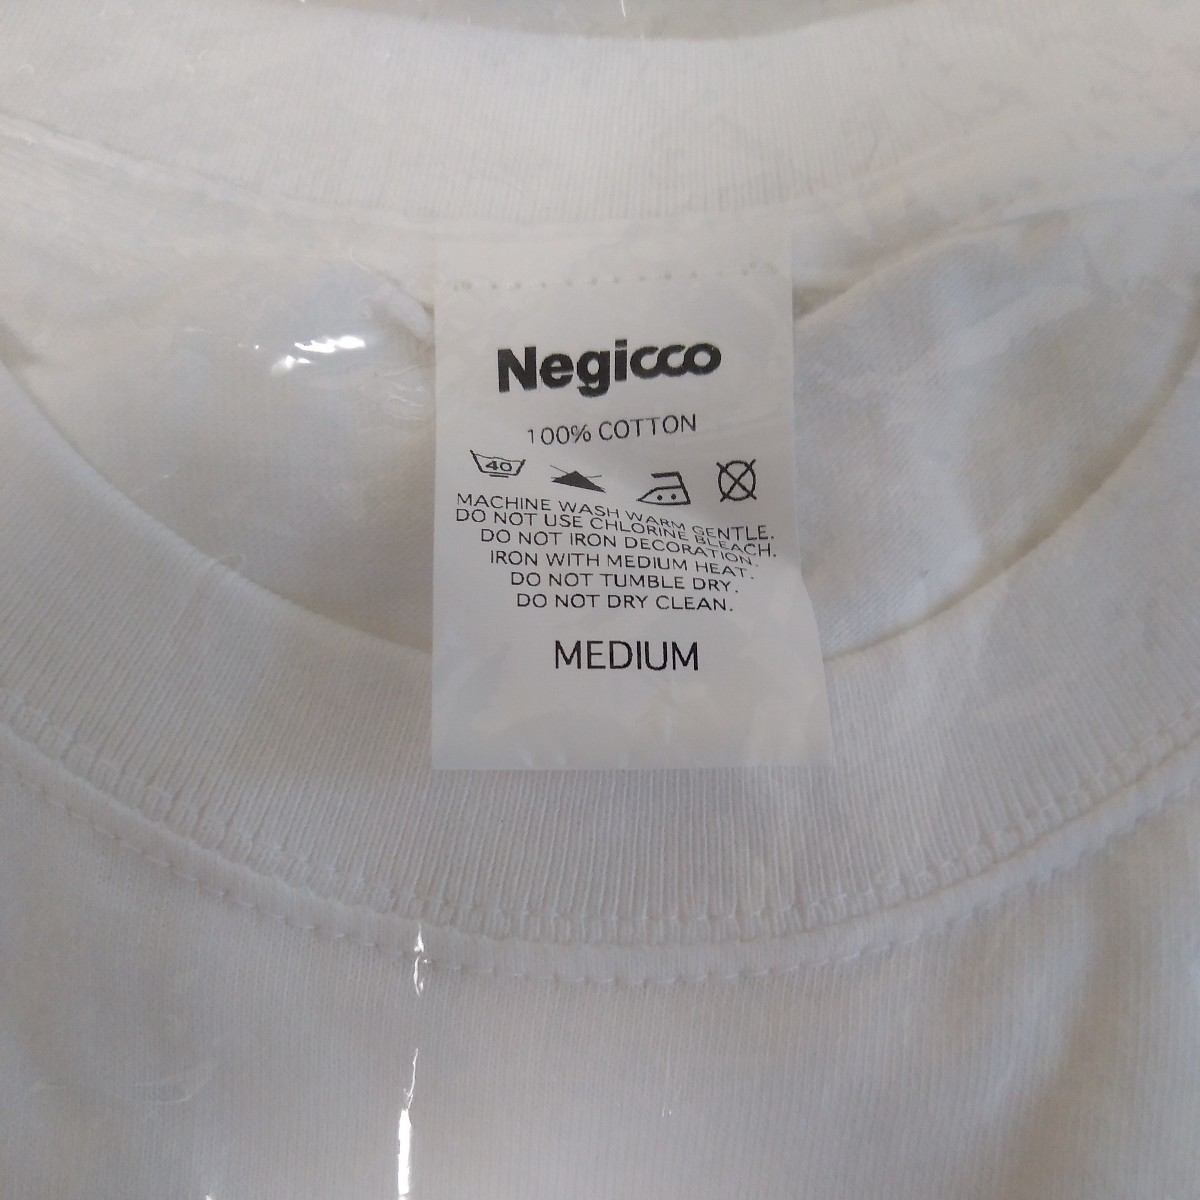 Negicco
100% COTTON
40
MACHINE WASH WARM GENTLE.
DO NOT USE CHLORINE BLEACH.
DO NOT IRON DECORATION.
IRON WITH MEDIUM HEAT.
DO NOT TUMBLE DRY.
DO NOT DRY CLEAN.
MEDIUM